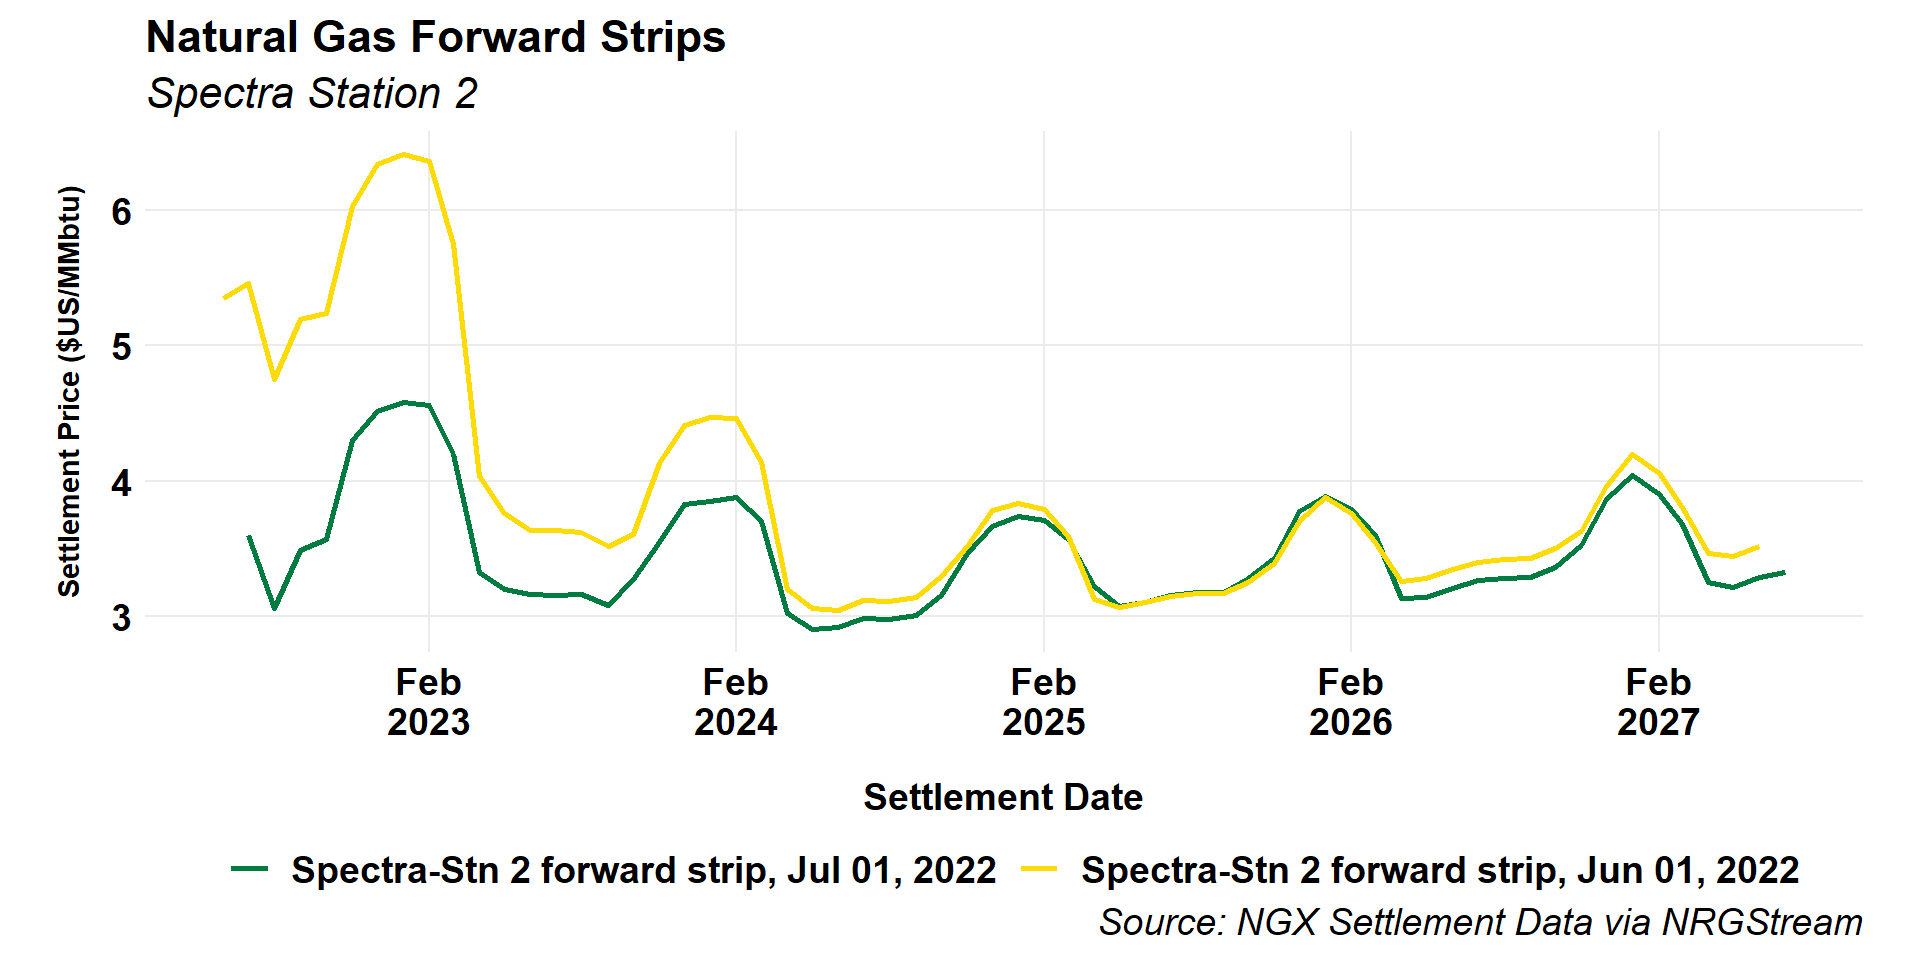 Natural Gas Forward Strips
Spectra Station 2
Settlement Price ($US/MMbtu)
6
5
4
3
Feb 2023
Feb 2024
Feb 2025
Feb 2026
Feb 2027
Settlement Date
Spectra-Stn 2 forward strip, Jul 01, 2022
Spectra-Stn 2 forward strip, Jun 01, 2022
Source: NGX Settlement Data via NRGStream